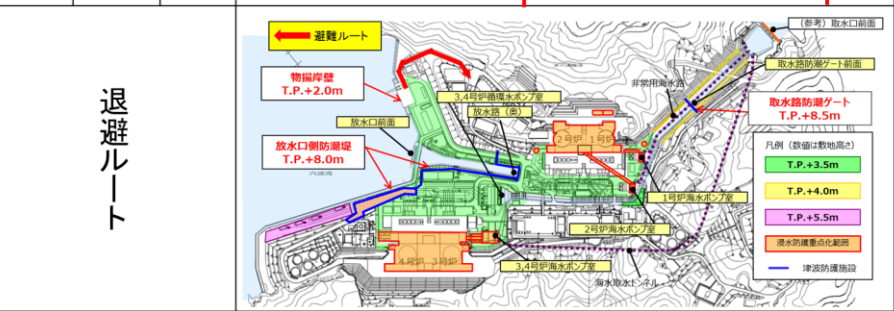 退避ルート
避難ルート
(参考)取水口前面
物揚岸壁
T.P.+2.0m
3,4号炉循環水ポンプ室
放水路(奥)
非常用海水路
取水路防潮ゲート前面
取水路防潮ゲート
T.P.+8.5m
放水口前面
放水口側防潮堤
T.P.+8.0m
2号炉 1号炉
凡例(数値は敷地高さ)
T.P.+3.5m
T.P.+4.0m
T.P.+5.5m
浸水防護重点化範囲
津波防護施設
1号炉海水ポンプ室
2号炉海水ポンプ室
4号炉 3号炉
3,4号炉海水ポンプ室
海水取水トンネル